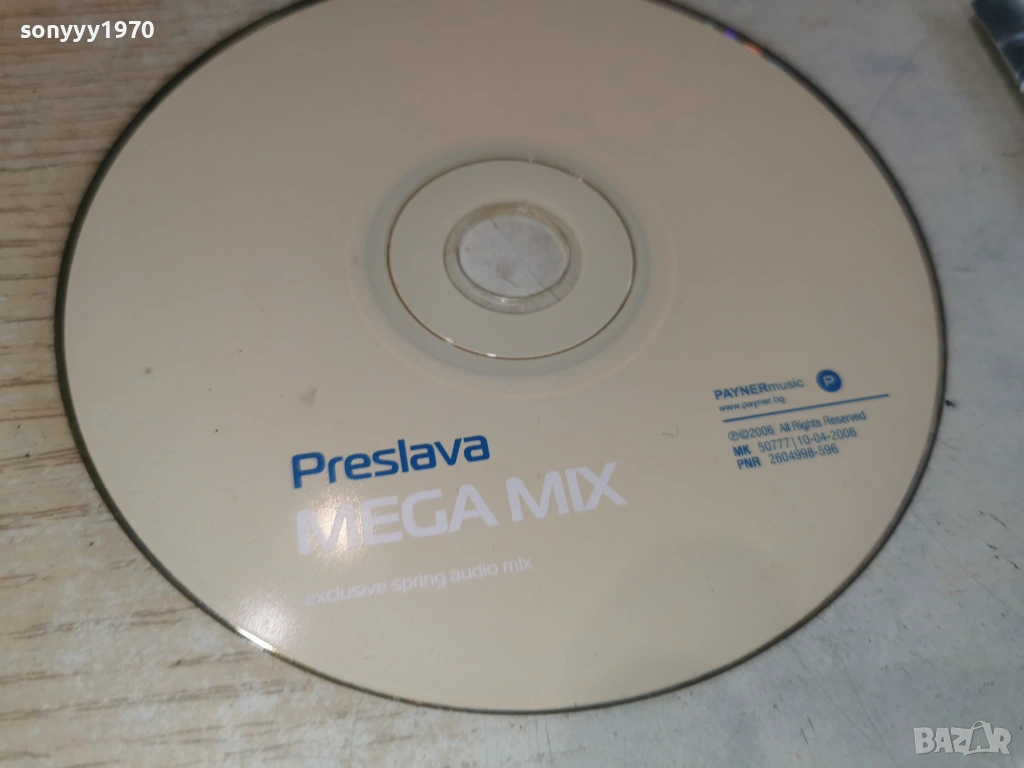 sonyyy1970
PAYNERmusic P
www.payner.bg
℗©2006 All Rights Reserved
MK 50777 | 10-04-2006
PNR 2604998-596
Preslava
MEGA MIX
exclusive spring audio mix
BAZAR